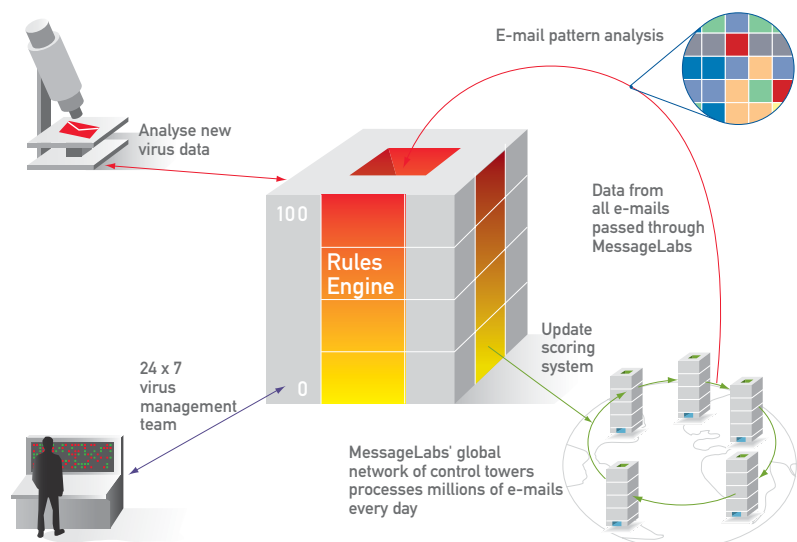 E-mail pattern analysis
Analyse new
virus data
Data from
all e-mails
passed through
MessageLabs
100
Rules
Engine
0
Update
scoring
system
24 x 7
virus
management
team
MessageLabs' global
network of control towers
processes millions of e-mails
every day